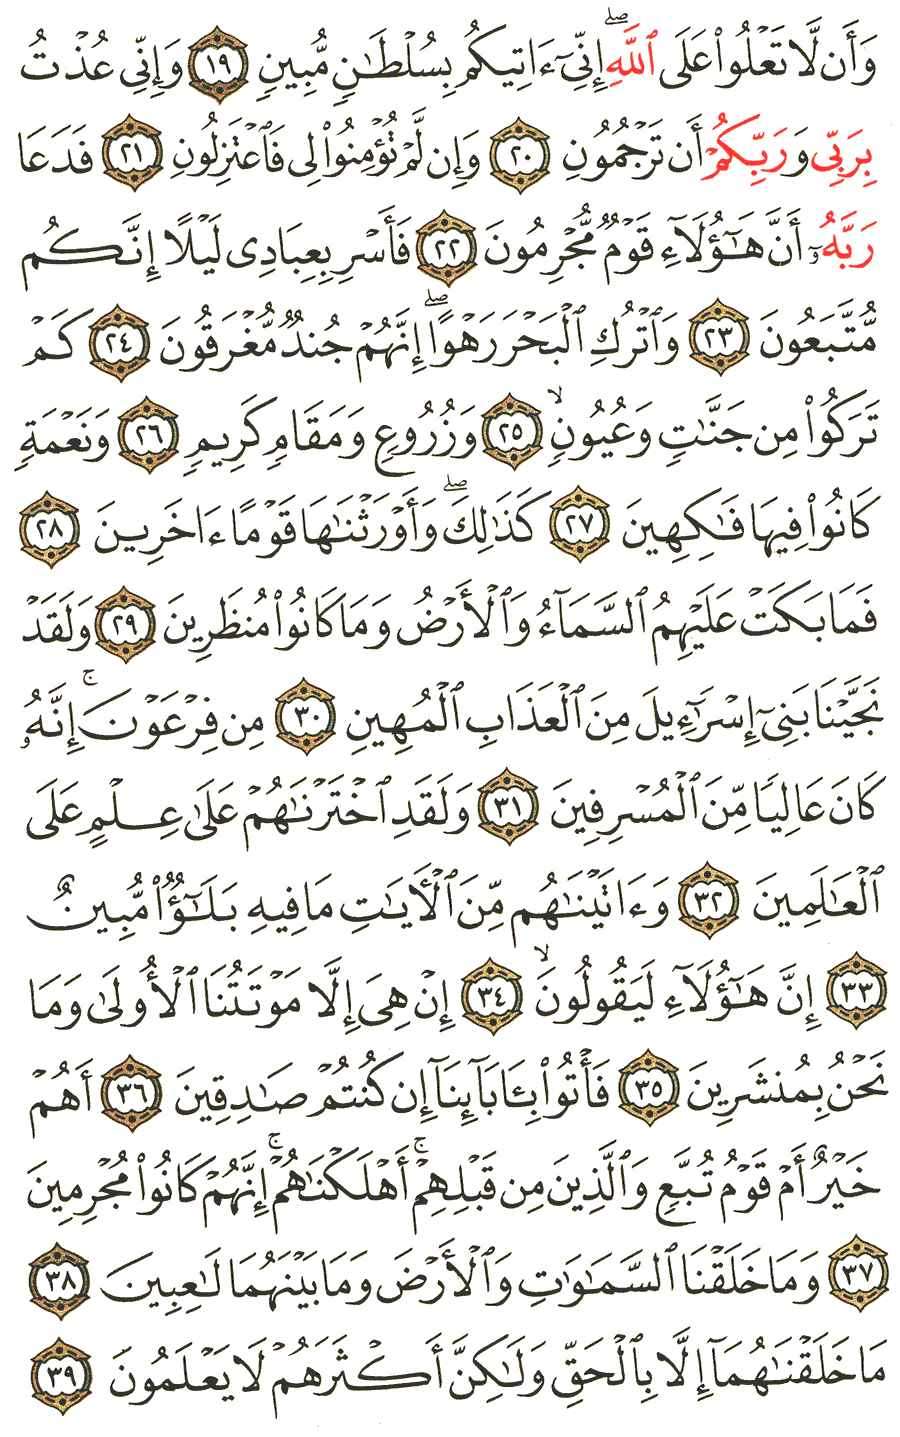 وَأَن لَّا تَعْلُوا۟ عَلَى ٱللَّهِ ۖ إِنِّىٓ ءَاتِيكُم بِسُلْطَـٰنٍ مُّبِينٍ ١٩ وَإِنِّى عُذْتُ
بِرَبِّى وَرَبِّكُمْ أَن تَرْجُمُونِ ٢٠ وَإِن لَّمْ تُؤْمِنُوا۟ لِى فَٱعْتَزِلُونِ ٢١ فَدَعَا
رَبَّهُۥٓ أَنَّ هَـٰٓؤُلَآءِ قَوْمٌ مُّجْرِمُونَ ٢٢ فَأَسْرِ بِعِبَادِى لَيْلًا إِنَّكُم
مُّتَّبَعُونَ ٢٣ وَٱتْرُكِ ٱلْبَحْرَ رَهْوًا ۖ إِنَّهُمْ جُندٌ مُّغْرَقُونَ ٢٤ كَمْ
تَرَكُوا۟ مِن جَنَّـٰتٍ وَعُيُونٍ ۙ ٢٥ وَزُرُوعٍ وَمَقَامٍ كَرِيمٍ ٢٦ وَنَعْمَةٍ
كَانُوا۟ فِيهَا فَـٰكِهِينَ ٢٧ كَذَٰلِكَ ۖ وَأَوْرَثْنَـٰهَا قَوْمًا ءَاخَرِينَ ٢٨
فَمَا بَكَتْ عَلَيْهِمُ ٱلسَّمَآءُ وَٱلْأَرْضُ وَمَا كَانُوا۟ مُنظَرِينَ ٢٩ وَلَقَدْ
نَجَّيْنَا بَنِىٓ إِسْرَٰٓءِيلَ مِنَ ٱلْعَذَابِ ٱلْمُهِينِ ٣٠ مِن فِرْعَوْنَ ۚ إِنَّهُۥ
كَانَ عَالِيًا مِّنَ ٱلْمُسْرِفِينَ ٣١ وَلَقَدِ ٱخْتَرْنَـٰهُمْ عَلَىٰ عِلْمٍ عَلَى
ٱلْعَـٰلَمِينَ ٣٢ وَءَاتَيْنَـٰهُم مِّنَ ٱلْـَٔايَـٰتِ مَا فِيهِ بَلَـٰٓؤٌا۟ مُّبِينٌ
٣٣ إِنَّ هَـٰٓؤُلَآءِ لَيَقُولُونَ ۙ ٣٤ إِنْ هِىَ إِلَّا مَوْتَتُنَا ٱلْأُولَىٰ وَمَا
نَحْنُ بِمُنشَرِينَ ٣٥ فَأْتُوا۟ بِـَٔابَآئِنَآ إِن كُنتُمْ صَـٰدِقِينَ ٣٦ أَهُمْ
خَيْرٌ أَمْ قَوْمُ تُبَّعٍ وَٱلَّذِينَ مِن قَبْلِهِمْ ۚ أَهْلَكْنَـٰهُمْ ۚ إِنَّهُمْ كَانُوا۟ مُجْرِمِينَ
٣٧ وَمَا خَلَقْنَا ٱلسَّمَـٰوَٰتِ وَٱلْأَرْضَ وَمَا بَيْنَهُمَا لَـٰعِبِينَ ٣٨
مَا خَلَقْنَـٰهُمَآ إِلَّا بِٱلْحَقِّ وَلَـٰكِنَّ أَكْثَرَهُمْ لَا يَعْلَمُونَ ٣٩